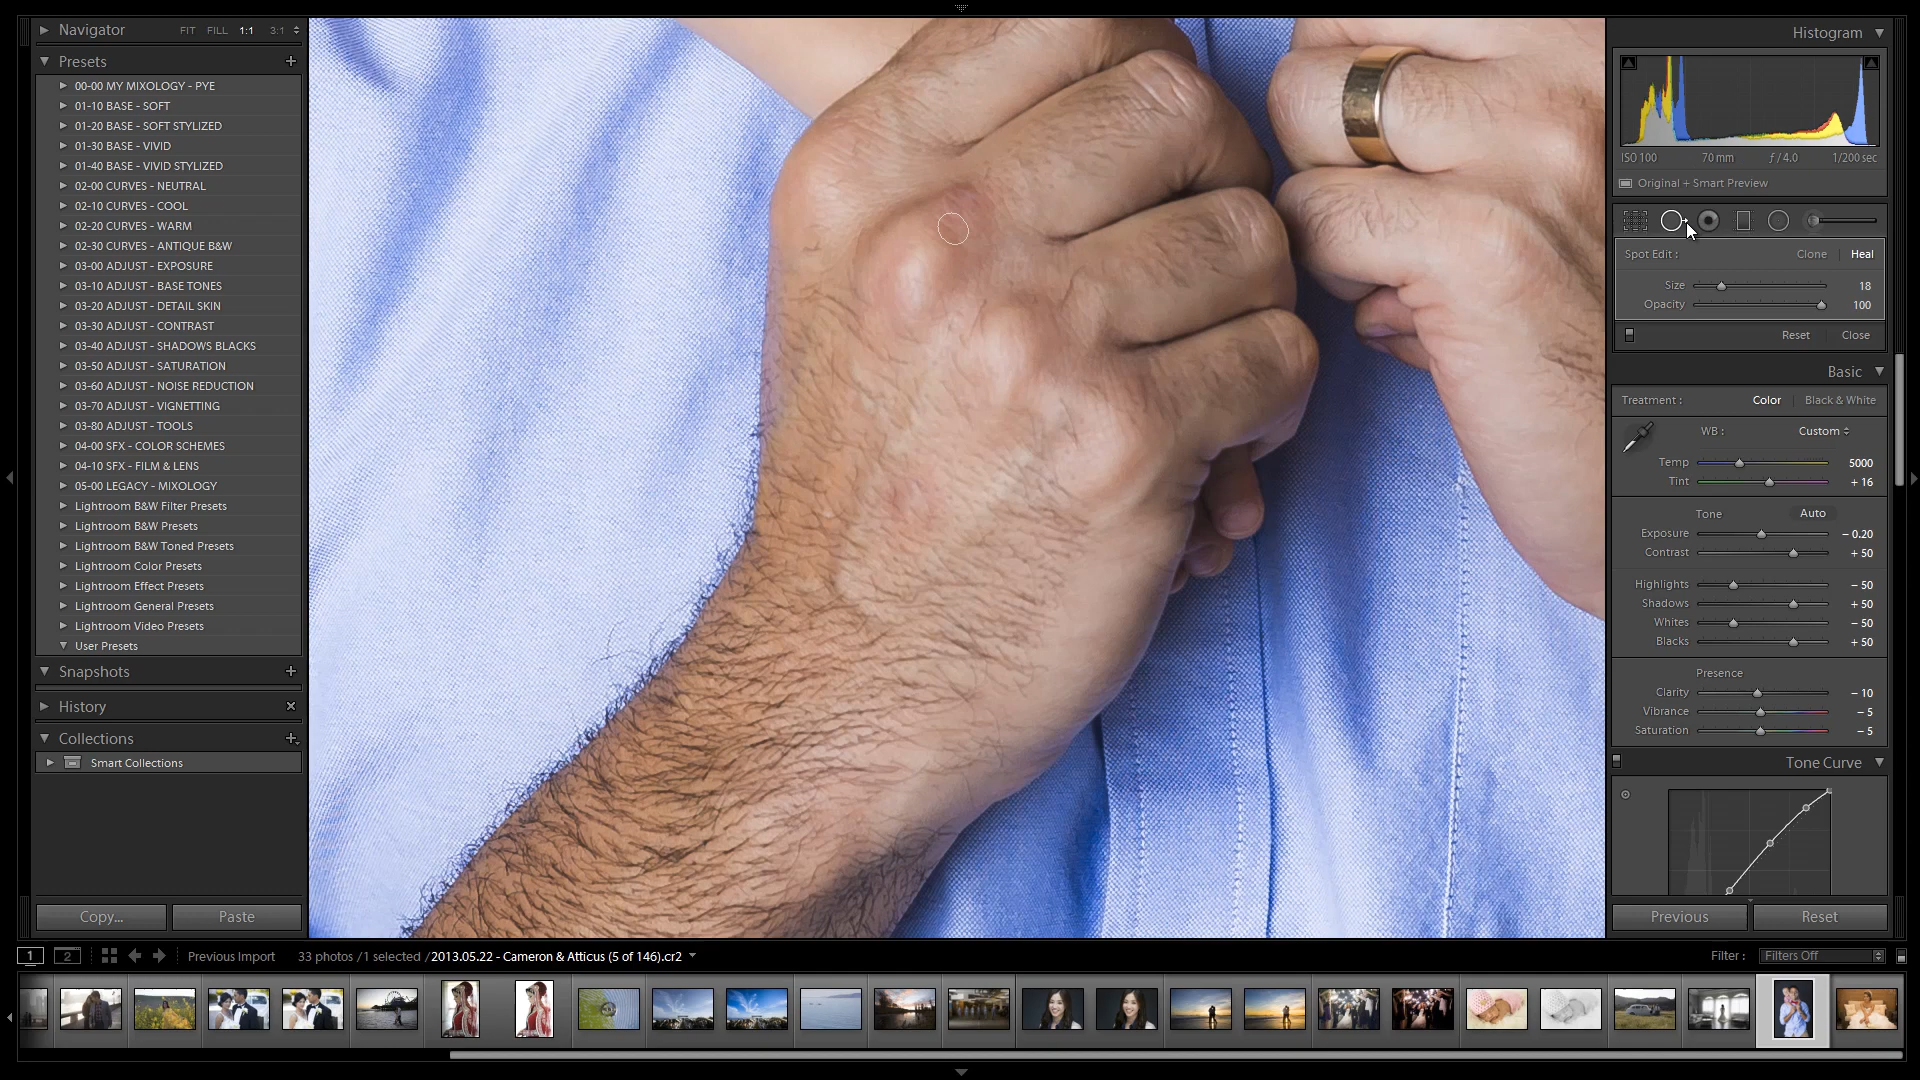 Navigator FIT FILL 1:1 3:1
Presets +
00-00 MY MIXOLOGY - PYE
01-10 BASE - SOFT
01-20 BASE - SOFT STYLIZED
01-30 BASE - VIVID
01-40 BASE - VIVID STYLIZED
02-00 CURVES - NEUTRAL
02-10 CURVES - COOL
02-20 CURVES - WARM
02-30 CURVES - ANTIQUE B&W
03-00 ADJUST - EXPOSURE
03-10 ADJUST - BASE TONES
03-20 ADJUST - DETAIL SKIN
03-30 ADJUST - CONTRAST
03-40 ADJUST - SHADOWS BLACKS
03-50 ADJUST - SATURATION
03-60 ADJUST - NOISE REDUCTION
03-70 ADJUST - VIGNETTING
03-80 ADJUST - TOOLS
04-00 SFX - COLOR SCHEMES
04-10 SFX - FILM & LENS
05-00 LEGACY - MIXOLOGY
Lightroom B&W Filter Presets
Lightroom B&W Presets
Lightroom B&W Toned Presets
Lightroom Color Presets
Lightroom Effect Presets
Lightroom General Presets
Lightroom Video Presets
User Presets
Snapshots +
History ×
Collections +
Smart Collections
Copy... Paste
Histogram
ISO 100 70 mm ƒ / 4.0 1/200 sec
Original + Smart Preview
Spot Edit : Clone Heal
Size 18
Opacity 100
Reset Close
Basic
Treatment : Color Black & White
WB : Custom
Temp 5000
Tint + 16
Tone Auto
Exposure – 0.20
Contrast + 50
Highlights – 50
Shadows + 50
Whites – 50
Blacks + 50
Presence
Clarity – 10
Vibrance – 5
Saturation – 5
Tone Curve
Previous Reset
1 2 Previous Import 33 photos / 1 selected / 2013.05.22 - Cameron & Atticus (5 of 146).cr2 Filter : Filters Off